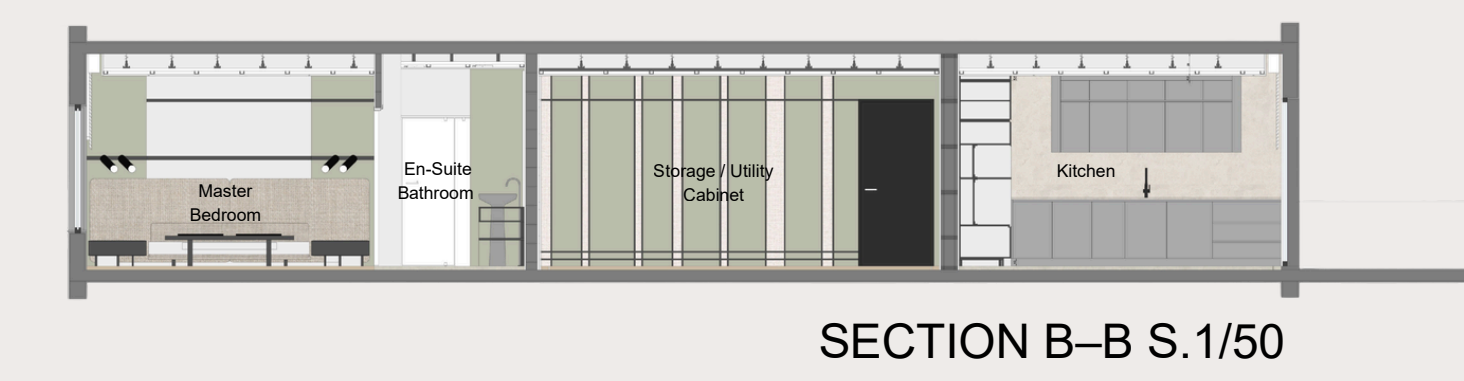 Master
Bedroom
En-Suite
Bathroom
Storage / Utility
Cabinet
Kitchen
SECTION B–B S.1/50